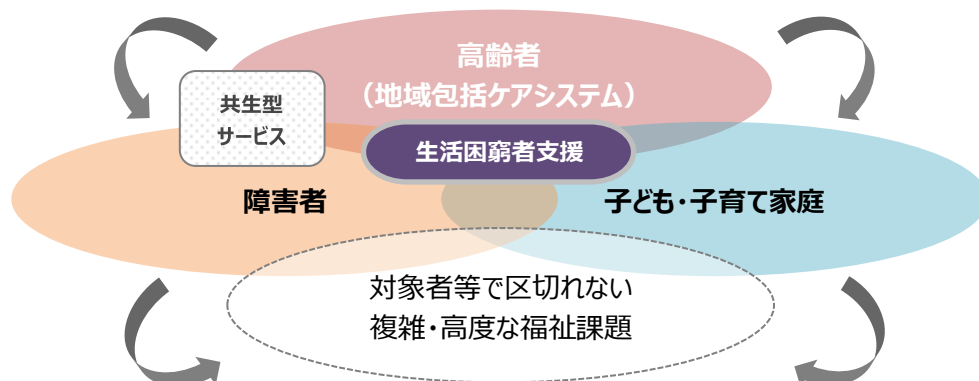 高齢者
（地域包括ケアシステム）
共生型
サービス
生活困窮者支援
障害者
子ども・子育て家庭
対象者等で区切れない
複雑・高度な福祉課題